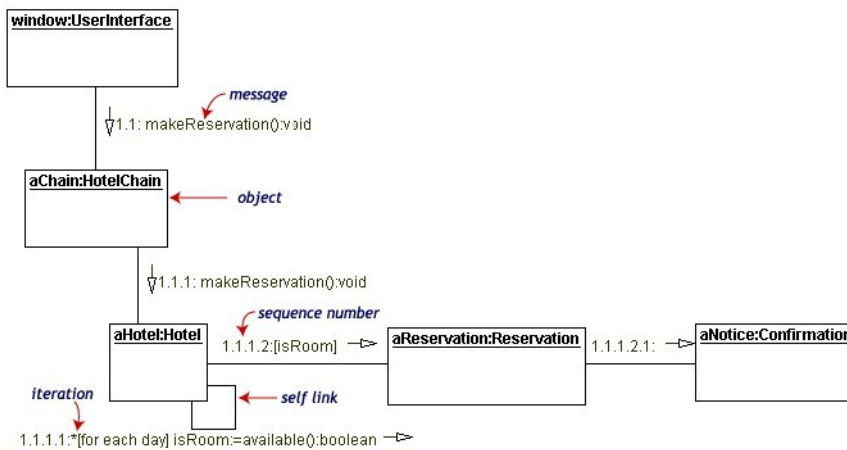 window:UserInterface
message
1.1: makeReservation():void
aChain:HotelChain
object
1.1.1: makeReservation():void
sequence number
aHotel:Hotel
1.1.1.2:[isRoom]
aReservation:Reservation
1.1.1.2.1:
aNotice:Confirmation
iteration
self link
1.1.1.1:*[for each day] isRoom:=available():boolean